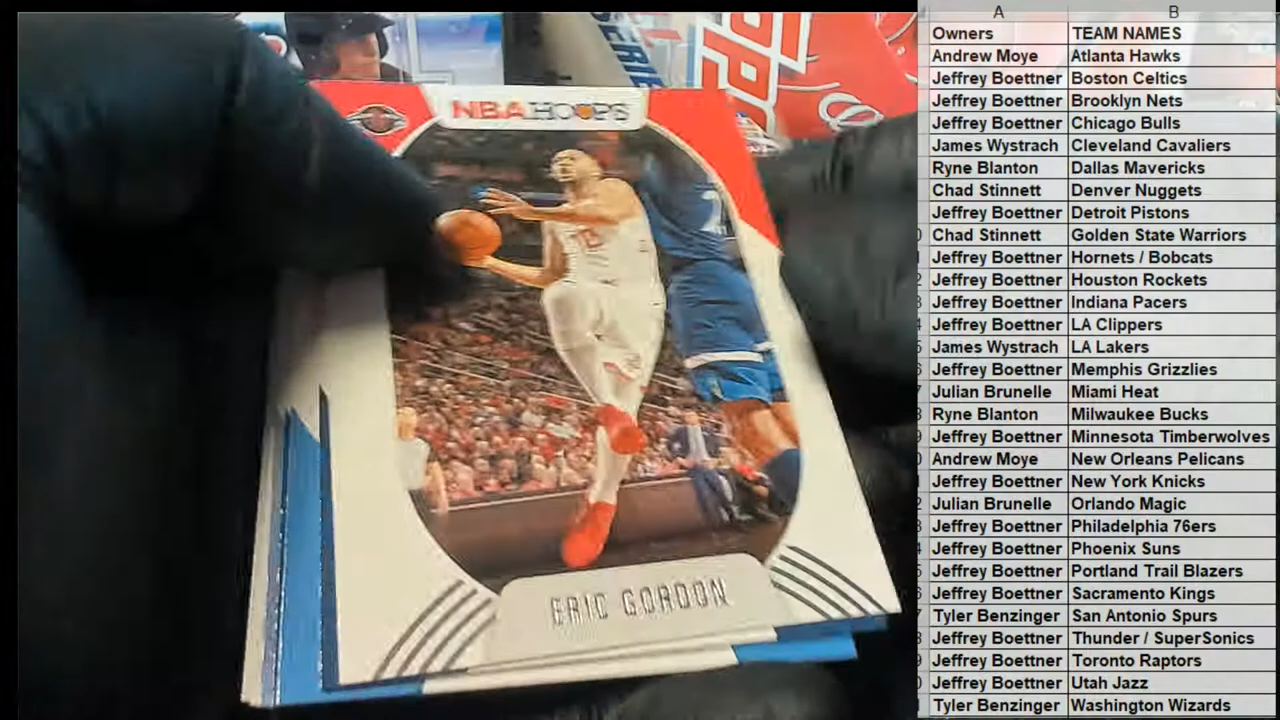 NBA HOOPS
SERIE
ERIC GORDON
A B
Owners TEAM NAMES
Andrew Moye Atlanta Hawks
Jeffrey Boettner Boston Celtics
Jeffrey Boettner Brooklyn Nets
Jeffrey Boettner Chicago Bulls
James Wystrach Cleveland Cavaliers
Ryne Blanton Dallas Mavericks
Chad Stinnett Denver Nuggets
Jeffrey Boettner Detroit Pistons
Chad Stinnett Golden State Warriors
Jeffrey Boettner Hornets / Bobcats
Jeffrey Boettner Houston Rockets
Jeffrey Boettner Indiana Pacers
Jeffrey Boettner LA Clippers
James Wystrach LA Lakers
Jeffrey Boettner Memphis Grizzlies
Julian Brunelle Miami Heat
Ryne Blanton Milwaukee Bucks
Jeffrey Boettner Minnesota Timberwolves
Andrew Moye New Orleans Pelicans
Jeffrey Boettner New York Knicks
Julian Brunelle Orlando Magic
Jeffrey Boettner Philadelphia 76ers
Jeffrey Boettner Phoenix Suns
Jeffrey Boettner Portland Trail Blazers
Jeffrey Boettner Sacramento Kings
Tyler Benzinger San Antonio Spurs
Jeffrey Boettner Thunder / SuperSonics
Jeffrey Boettner Toronto Raptors
Jeffrey Boettner Utah Jazz
Tyler Benzinger Washington Wizards